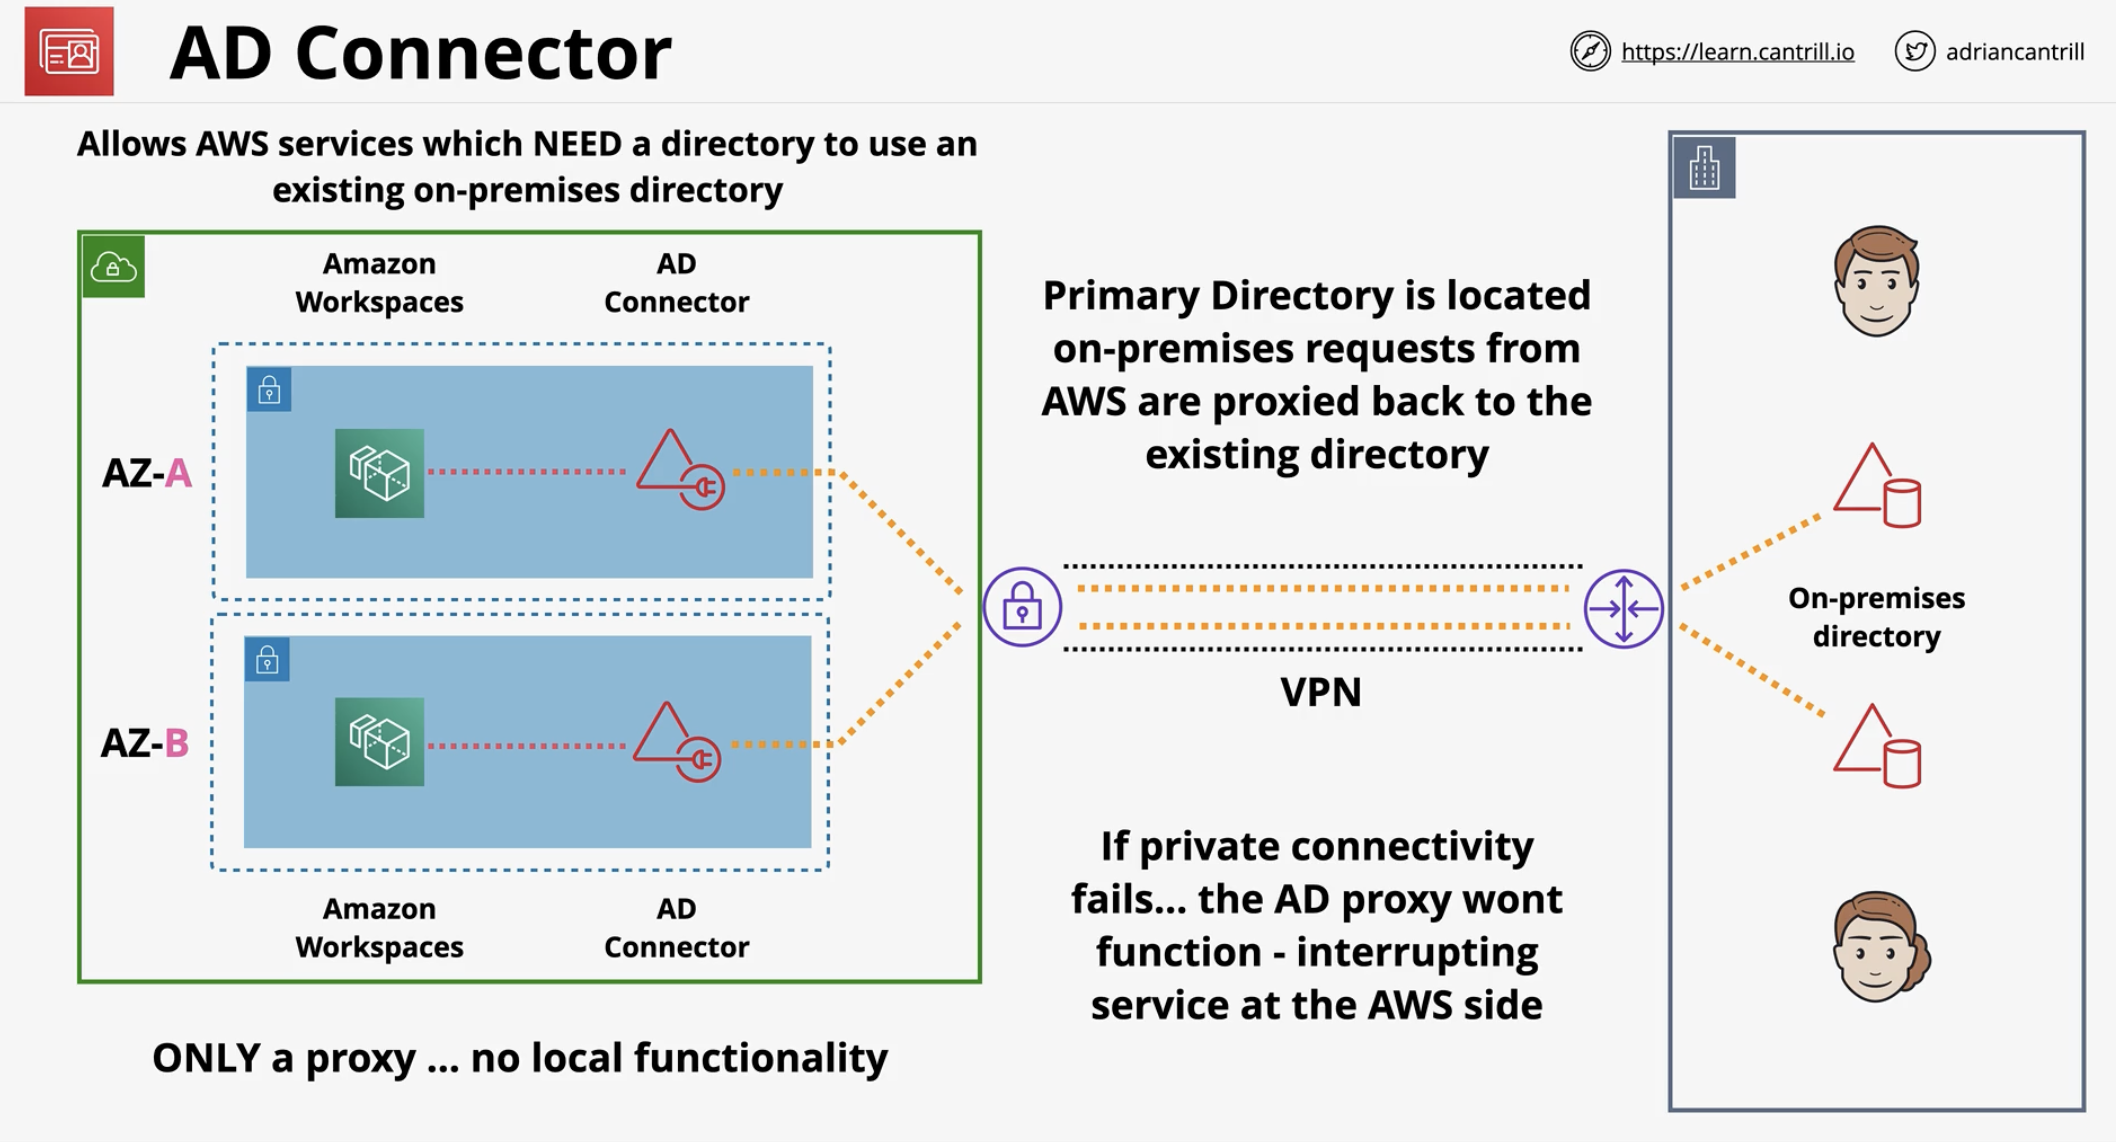 AD Connector
https://learn.cantrill.io
adriancantrill
Allows AWS services which NEED a directory to use an
existing on-premises directory
Amazon
Workspaces
AD
Connector
AZ-A
AZ-B
Amazon
Workspaces
AD
Connector
ONLY a proxy ... no local functionality
Primary Directory is located
on-premises requests from
AWS are proxied back to the
existing directory
VPN
If private connectivity
fails... the AD proxy wont
function - interrupting
service at the AWS side
On-premises
directory